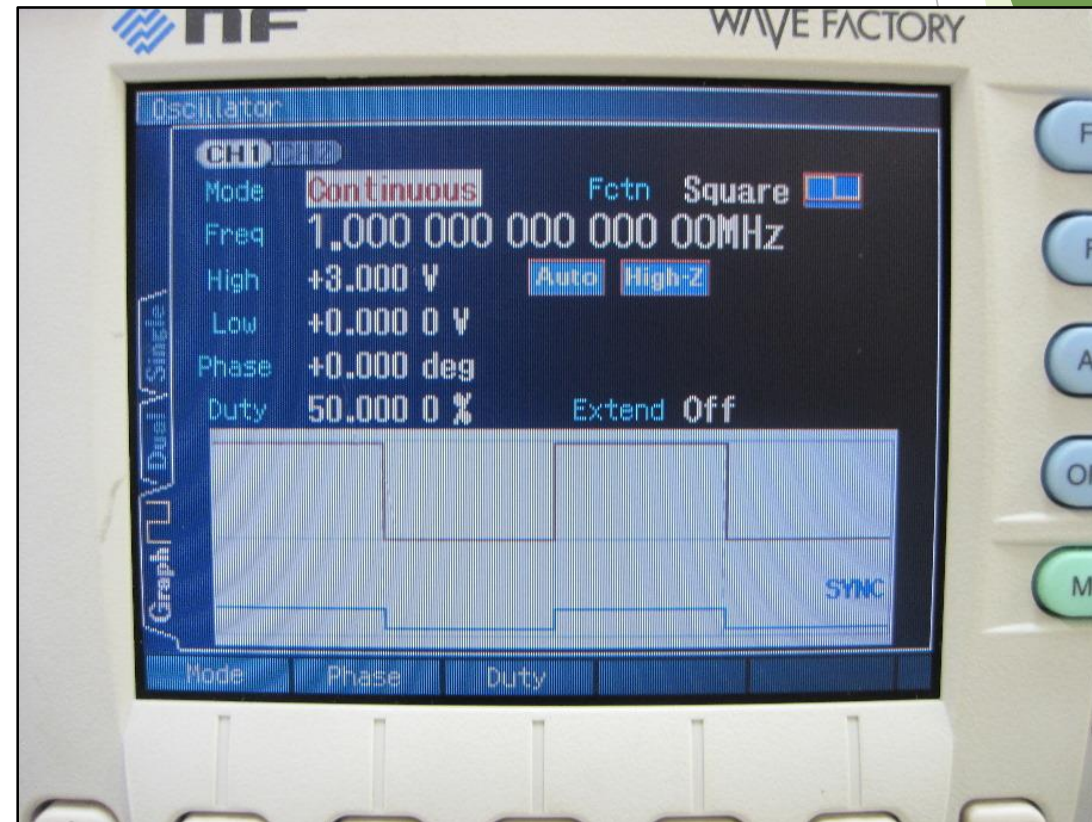 nF WAVE FACTORY
Oscillator
CH1 CH2
Mode Continuous Fctn Square
Freq 1.000 000 000 000 00MHz
High +3.000 V Auto High-Z
Low +0.000 0 V
Phase +0.000 deg
Duty 50.000 0 % Extend Off
Single
Dual
Graph
SYNC
Mode Phase Duty